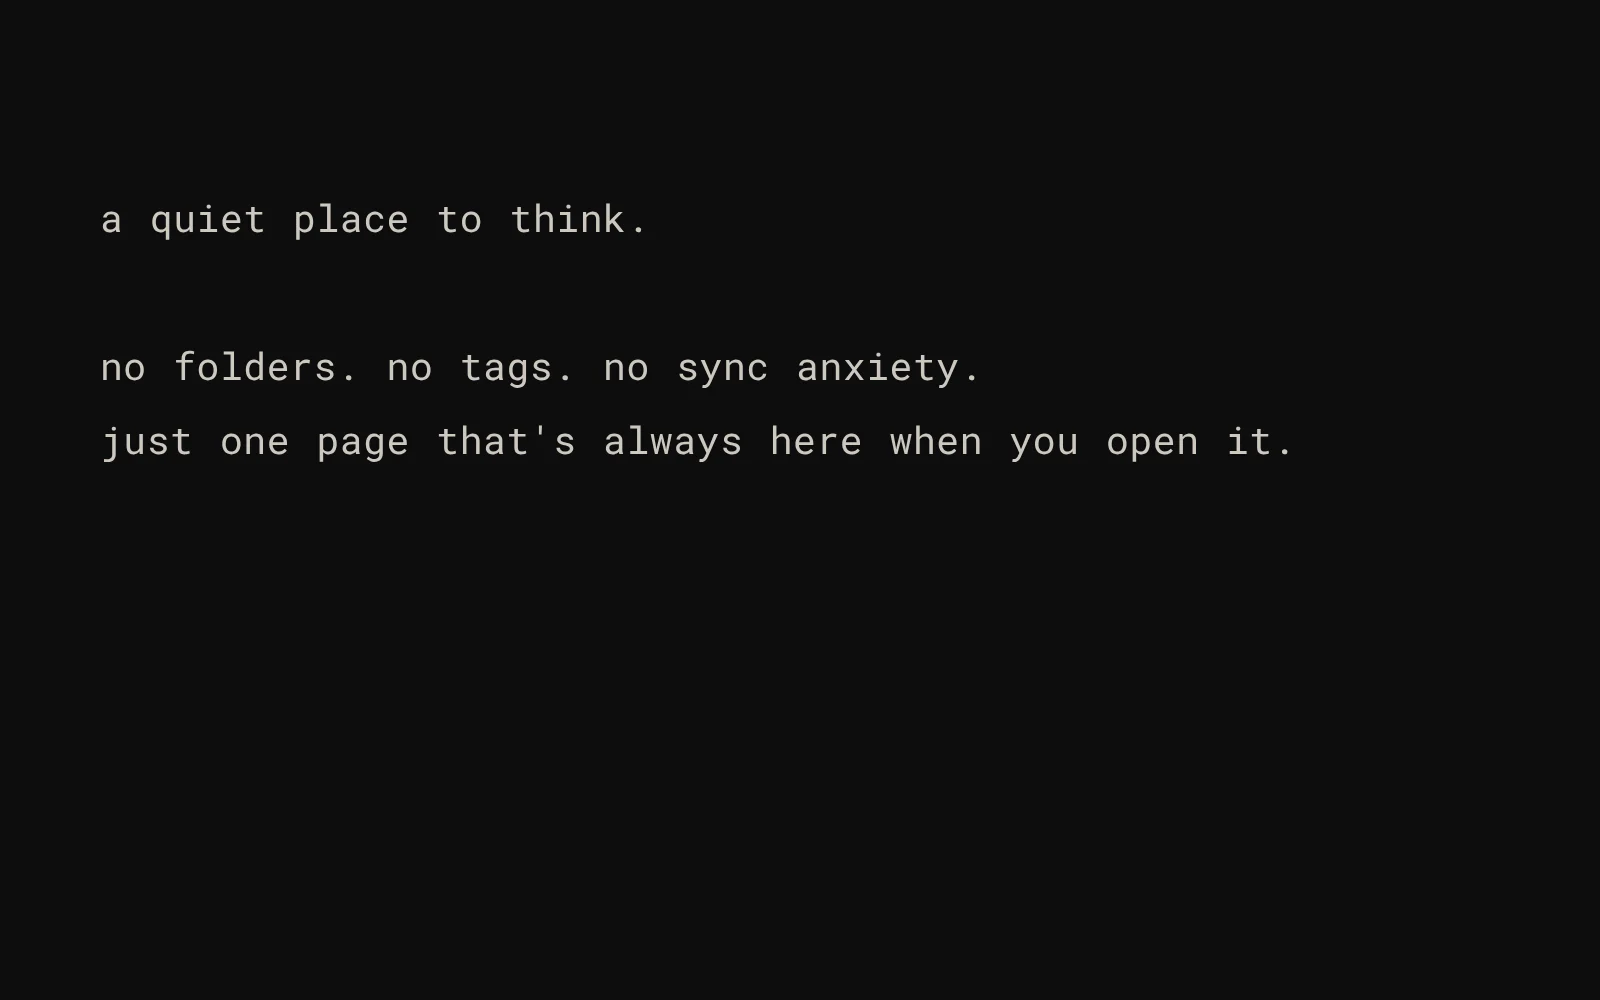 a quiet place to think.
no folders. no tags. no sync anxiety.
just one page that's always here when you open it.